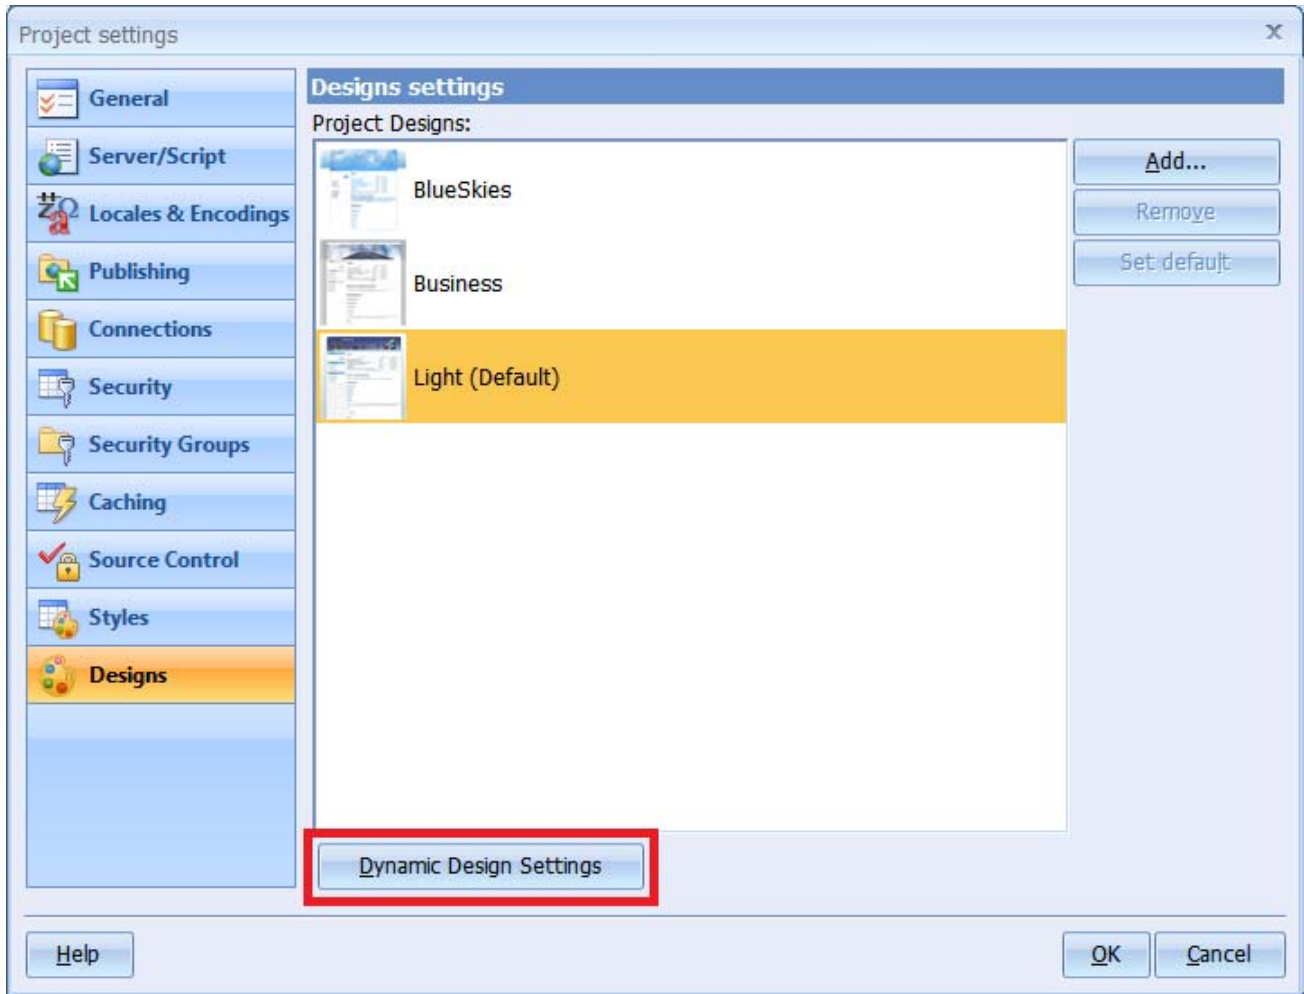 Project settings
x
General
Server/Script
Locales & Encodings
Publishing
Connections
Security
Security Groups
Caching
Source Control
Styles
Designs
Designs settings
Project Designs:
BlueSkies
Business
Light (Default)
Add...
Remove
Set default
Dynamic Design Settings
Help
OK
Cancel